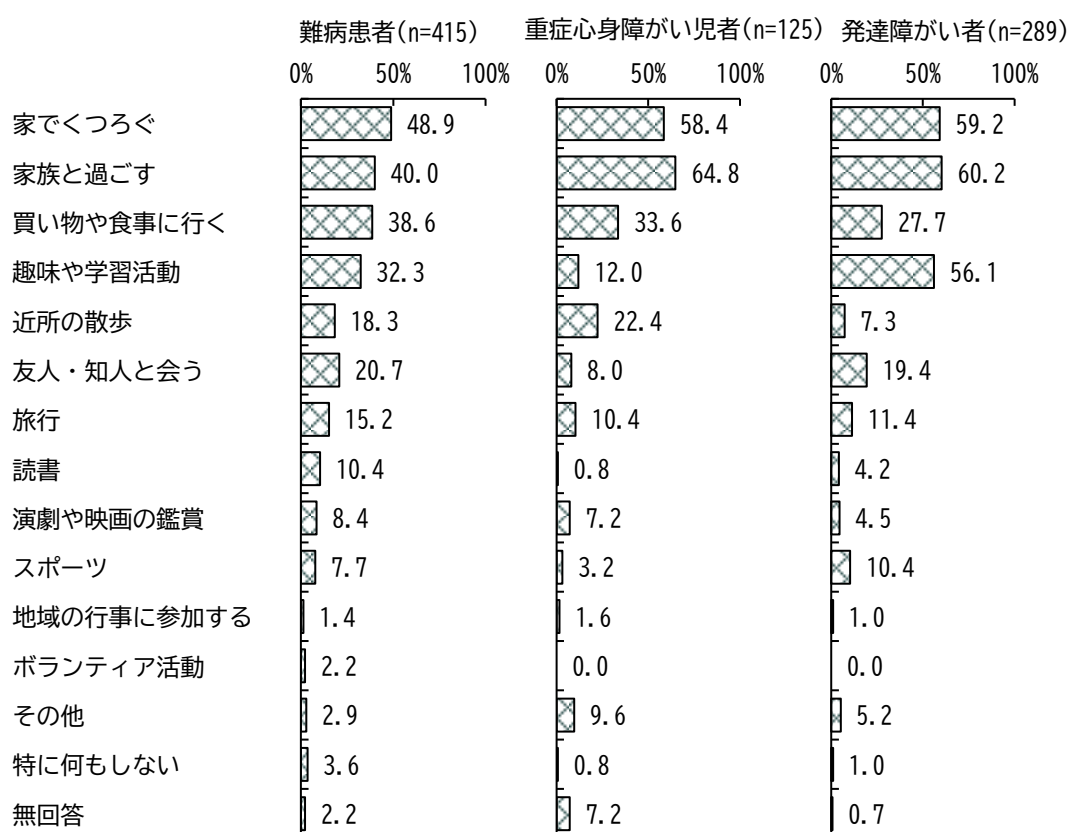 難病患者(n=415) 重症心身障がい児者(n=125) 発達障がい者(n=289)
0% 50% 100% 0% 50% 100% 0% 50% 100%
家でくつろぐ 48.9 58.4 59.2
家族と過ごす 40.0 64.8 60.2
買い物や食事に行く 38.6 33.6 27.7
趣味や学習活動 32.3 12.0 56.1
近所の散歩 18.3 22.4 7.3
友人・知人と会う 20.7 8.0 19.4
旅行 15.2 10.4 11.4
読書 10.4 0.8 4.2
演劇や映画の鑑賞 8.4 7.2 4.5
スポーツ 7.7 3.2 10.4
地域の行事に参加する 1.4 1.6 1.0
ボランティア活動 2.2 0.0 0.0
その他 2.9 9.6 5.2
特に何もしない 3.6 0.8 1.0
無回答 2.2 7.2 0.7